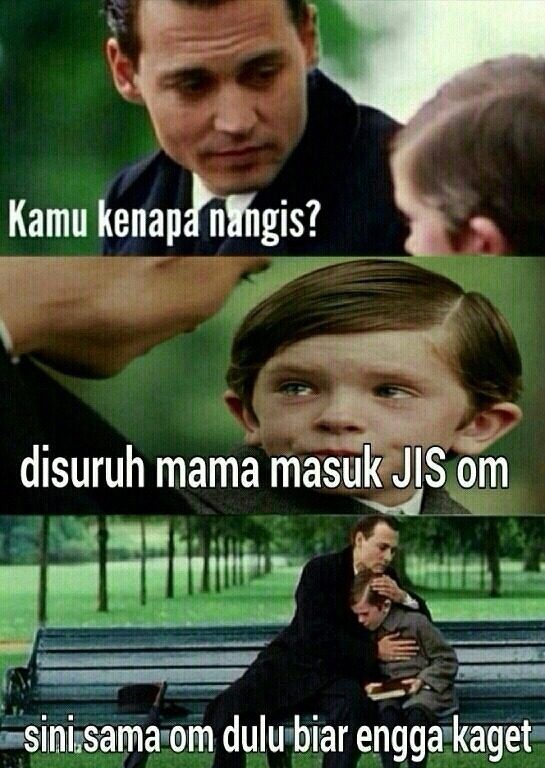 Kamu kenapa nangis?
disuruh mama masuk JIS om
sini sama om dulu biar engga kaget